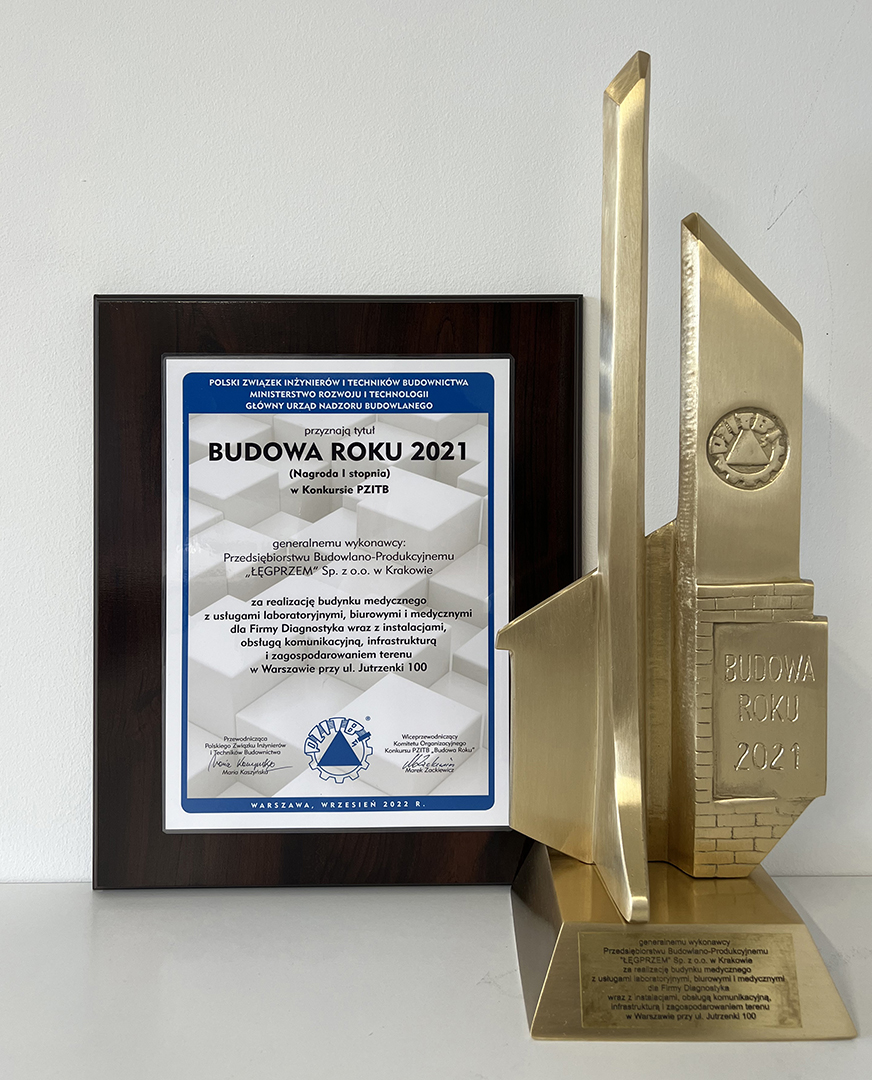 POLSKI ZWIĄZEK INŻYNIERÓW I TECHNIKÓW BUDOWNICTWA
MINISTERSTWO ROZWOJU I TECHNOLOGII
GŁÓWNY URZĄD NADZORU BUDOWLANEGO
przyznają tytuł
BUDOWA ROKU 2021
(Nagroda I stopnia)
w Konkursie PZITB
generalnemu wykonawcy:
Przedsiębiorstwu Budowlano-Produkcyjnemu
„ŁĘGPRZEM" Sp. z o.o. w Krakowie
za realizację budynku medycznego
z usługami laboratoryjnymi, biurowymi i medycznymi
dla Firmy Diagnostyka wraz z instalacjami,
obsługą komunikacyjną, infrastrukturą
i zagospodarowaniem terenu
w Warszawie przy ul. Jutrzenki 100
Przewodnicząca
Polskiego Związku Inżynierów
i Techników Budownictwa
Maria Kaszyńska
PZITB
®
Wiceprzewodniczący
Komitetu Organizacyjnego
Konkursu PZITB „Budowa Roku"
Marek Zackiewicz
WARSZAWA, WRZESIEŃ 2022 R.
PZITB
BUDOWA
ROKU
2021
generalnemu wykonawcy
Przedsiębiorstwu Budowlano-Produkcyjnemu
"ŁĘGPRZEM" Sp. z o.o. w Krakowie
za realizację budynku medycznego
z usługami laboratoryjnymi, biurowymi i medycznymi
dla Firmy Diagnostyka
wraz z instalacjami, obsługą komunikacyjną,
infrastrukturą i zagospodarowaniem terenu
w Warszawie przy ul. Jutrzenki 100